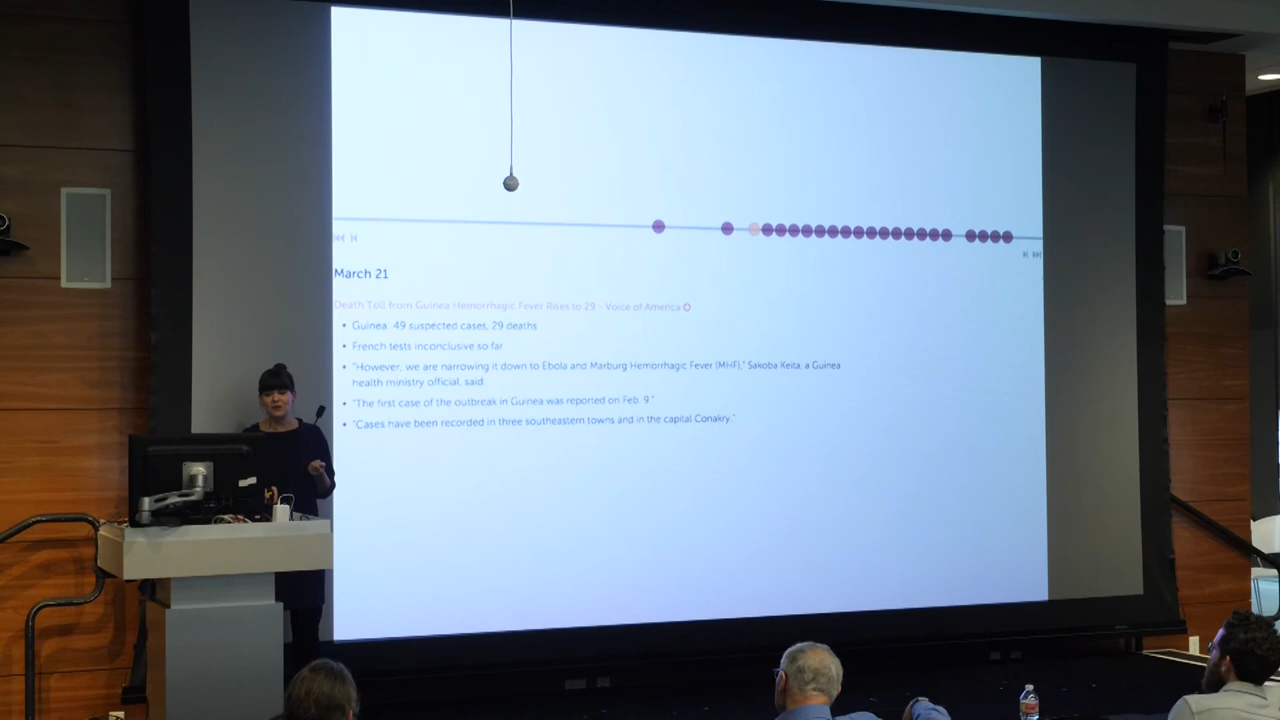 March 21
Death Toll from Guinea Hemorrhagic Fever Rises to 29 - Voice of America
• Guinea: 49 suspected cases, 29 deaths
• French tests inconclusive so far
• "However, we are narrowing it down to Ebola and Marburg Hemorrhagic Fever (MHF)," Sakoba Keita, a Guinea
health ministry official, said.
• "The first case of the outbreak in Guinea was reported on Feb. 9."
• "Cases have been recorded in three southeastern towns and in the capital Conakry."